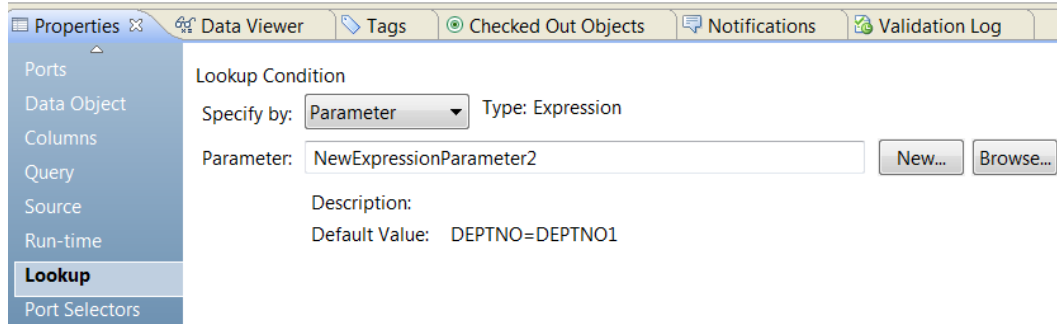 Properties Data Viewer Tags Checked Out Objects Notifications Validation Log
Ports
Data Object
Columns
Query
Source
Run-time
Lookup
Port Selectors
Lookup Condition
Specify by: Parameter Type: Expression
Parameter: NewExpressionParameter2 New... Browse...
Description:
Default Value: DEPTNO=DEPTNO1